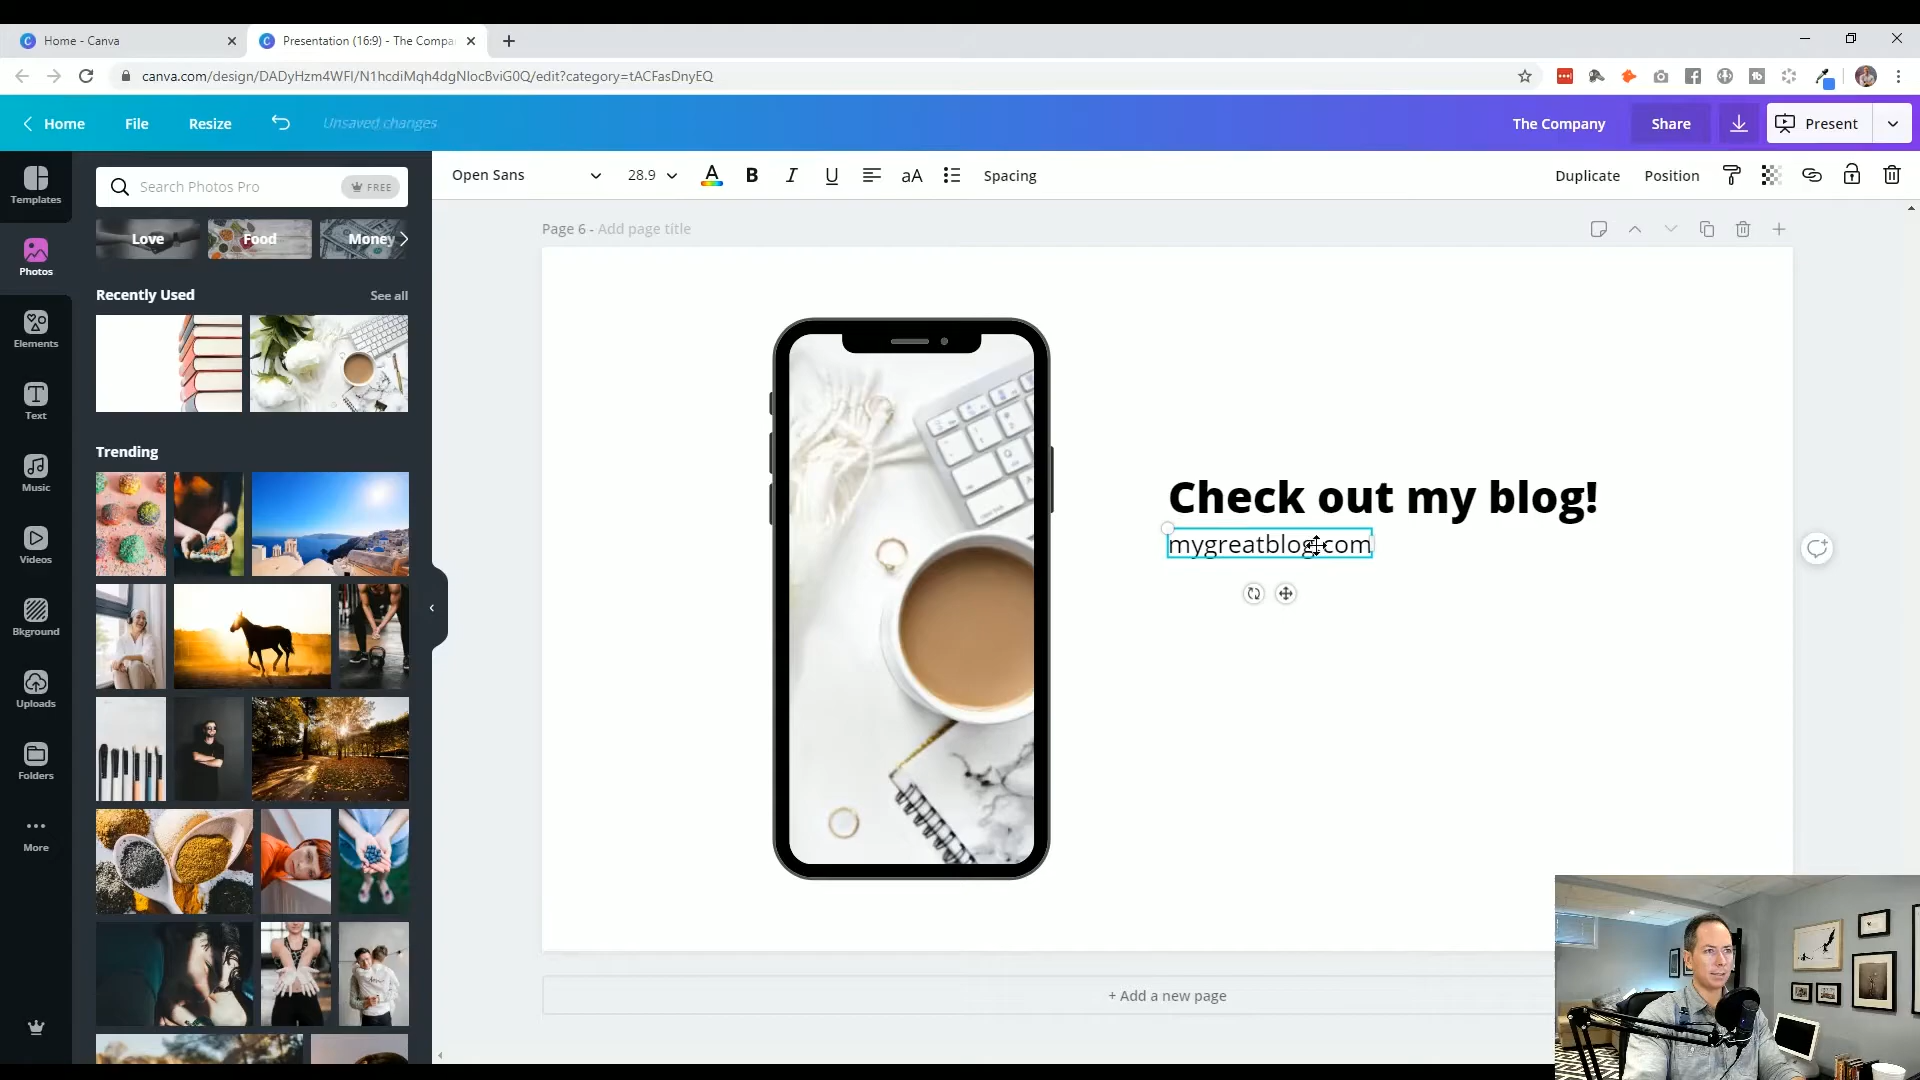 Home - Canva
Presentation (16:9) - The Compa
canva.com/design/DADyHzm4WFI/N1hcdiMqh4dgNlocBviG0Q/edit?category=tACFasDnyEQ
Home
File
Resize
Unsaved changes
The Company
Share
Present
Templates
Photos
Elements
Text
Music
Videos
Bkground
Uploads
Folders
More
Search Photos Pro
FREE
Love
Food
Money
Recently Used
See all
Trending
Open Sans
28.9
A
B
I
U
aA
Spacing
Duplicate
Position
Page 6 - Add page title
Check out my blog!
mygreatblog.com
+ Add a new page